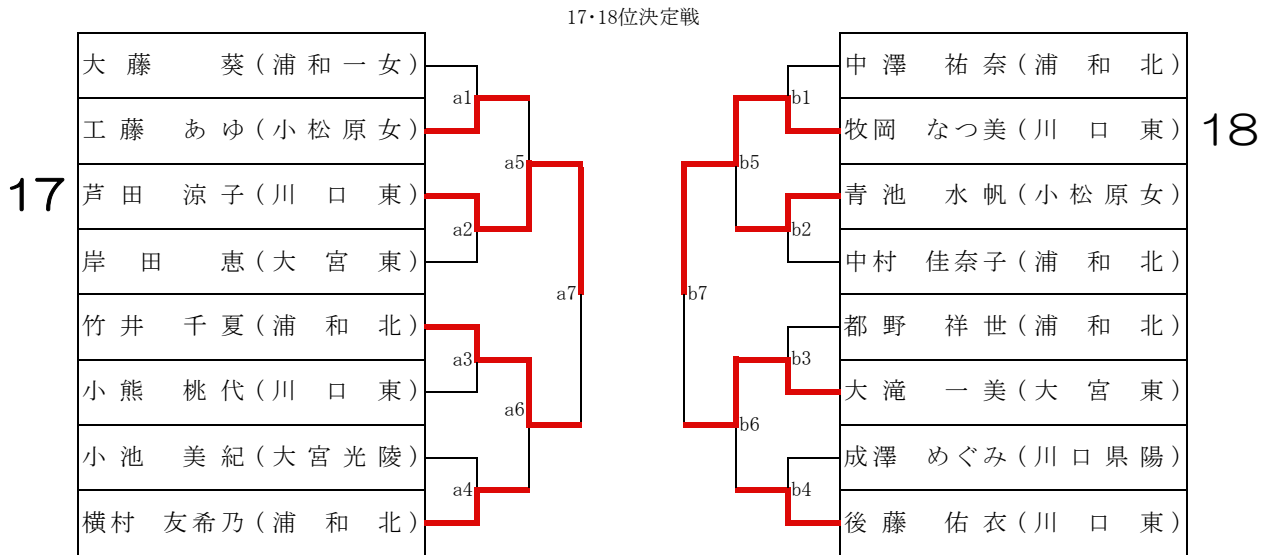 17・18位決定戦
大藤 葵(浦和一女)
a1
工藤 あゆ(小松原女)
a5
17 芦田 涼子(川口東)
a2
岸田 恵(大宮東)
a7
竹井 千夏(浦和北)
a3
小熊 桃代(川口東)
a6
小池 美紀(大宮光陵)
a4
横村 友希乃(浦和北)
中澤 祐奈(浦和北)
b1
牧岡 なつ美(川口東) 18
b5
青池 水帆(小松原女)
b2
中村 佳奈子(浦和北)
b7
都野 祥世(浦和北)
b3
大滝 一美(大宮東)
b6
成澤 めぐみ(川口県陽)
b4
後藤 佑衣(川口東)